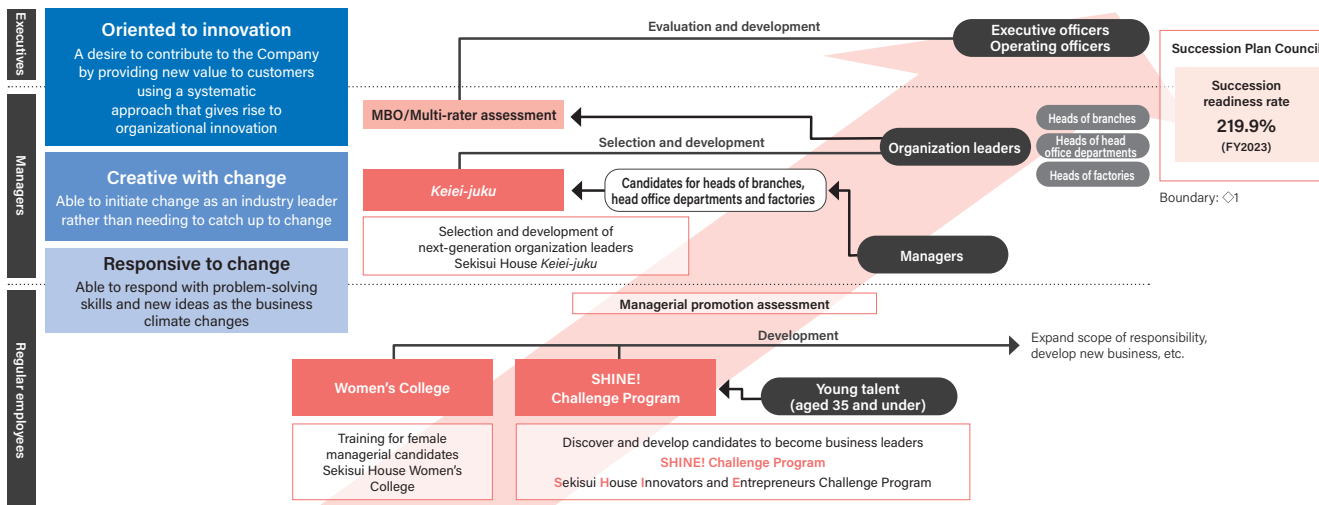 Executives
Managers
Regular employees
Oriented to innovation
A desire to contribute to the Company
by providing new value to customers
using a systematic
approach that gives rise to
organizational innovation
Creative with change
Able to initiate change as an industry leader
rather than needing to catch up to change
Responsive to change
Able to respond with problem-solving
skills and new ideas as the business
climate changes
Evaluation and development
Executive officers
Operating officers
MBO/Multi-rater assessment
Selection and development
Organization leaders
Heads of branches
Heads of head
office departments
Heads of factories
Keiei-juku
Candidates for heads of branches,
head office departments and factories
Selection and development of
next-generation organization leaders
Sekisui House Keiei-juku
Managers
Succession Plan Council
Succession
readiness rate
219.9%
(FY2023)
Boundary: ◇1
Managerial promotion assessment
Development
Expand scope of responsibility,
develop new business, etc.
Women's College
SHINE!
Challenge Program
Young talent
(aged 35 and under)
Training for female
managerial candidates
Sekisui House Women's
College
Discover and develop candidates to become business leaders
SHINE! Challenge Program
Sekisui House Innovators and Entrepreneurs Challenge Program